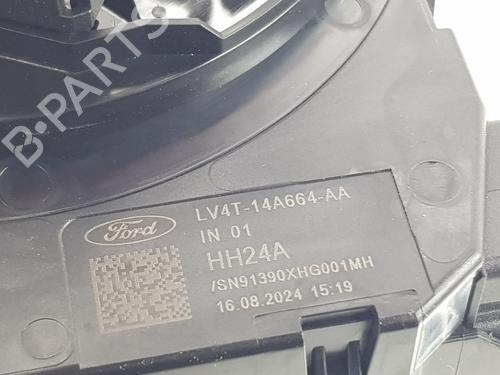 B-PARTS
Ford
LV4T-14A664-AA
IN 01
HH24A
/SN91390XHG001MH
16.08.2024 15:19